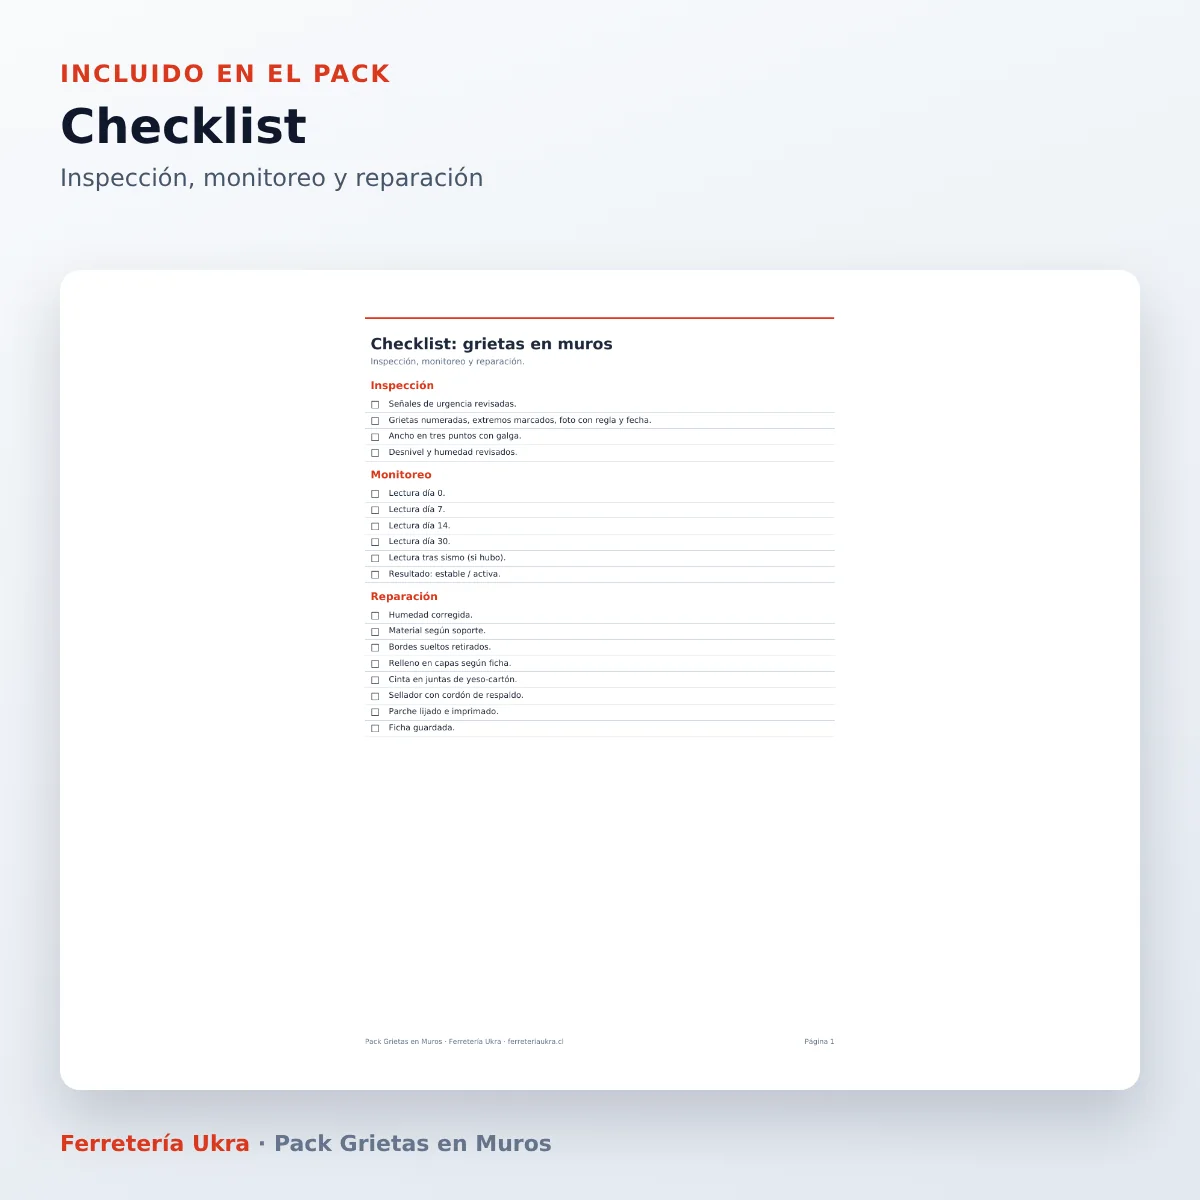 INCLUIDO EN EL PACK
Checklist
Inspección, monitoreo y reparación
Checklist: grietas en muros
Inspección, monitoreo y reparación.
Inspección
☐ Señales de urgencia revisadas.
☐ Grietas numeradas, extremos marcados, foto con regla y fecha.
☐ Ancho en tres puntos con galga.
☐ Desnivel y humedad revisados.
Monitoreo
☐ Lectura día 0.
☐ Lectura día 7.
☐ Lectura día 14.
☐ Lectura día 30.
☐ Lectura tras sismo (si hubo).
☐ Resultado: estable / activa.
Reparación
☐ Humedad corregida.
☐ Material según soporte.
☐ Bordes sueltos retirados.
☐ Relleno en capas según ficha.
☐ Cinta en juntas de yeso-cartón.
☐ Sellador con cordón de respaldo.
☐ Parche lijado e imprimado.
☐ Ficha guardada.
Pack Grietas en Muros · Ferretería Ukra · ferreteriaukra.cl Página 1
Ferretería Ukra · Pack Grietas en Muros